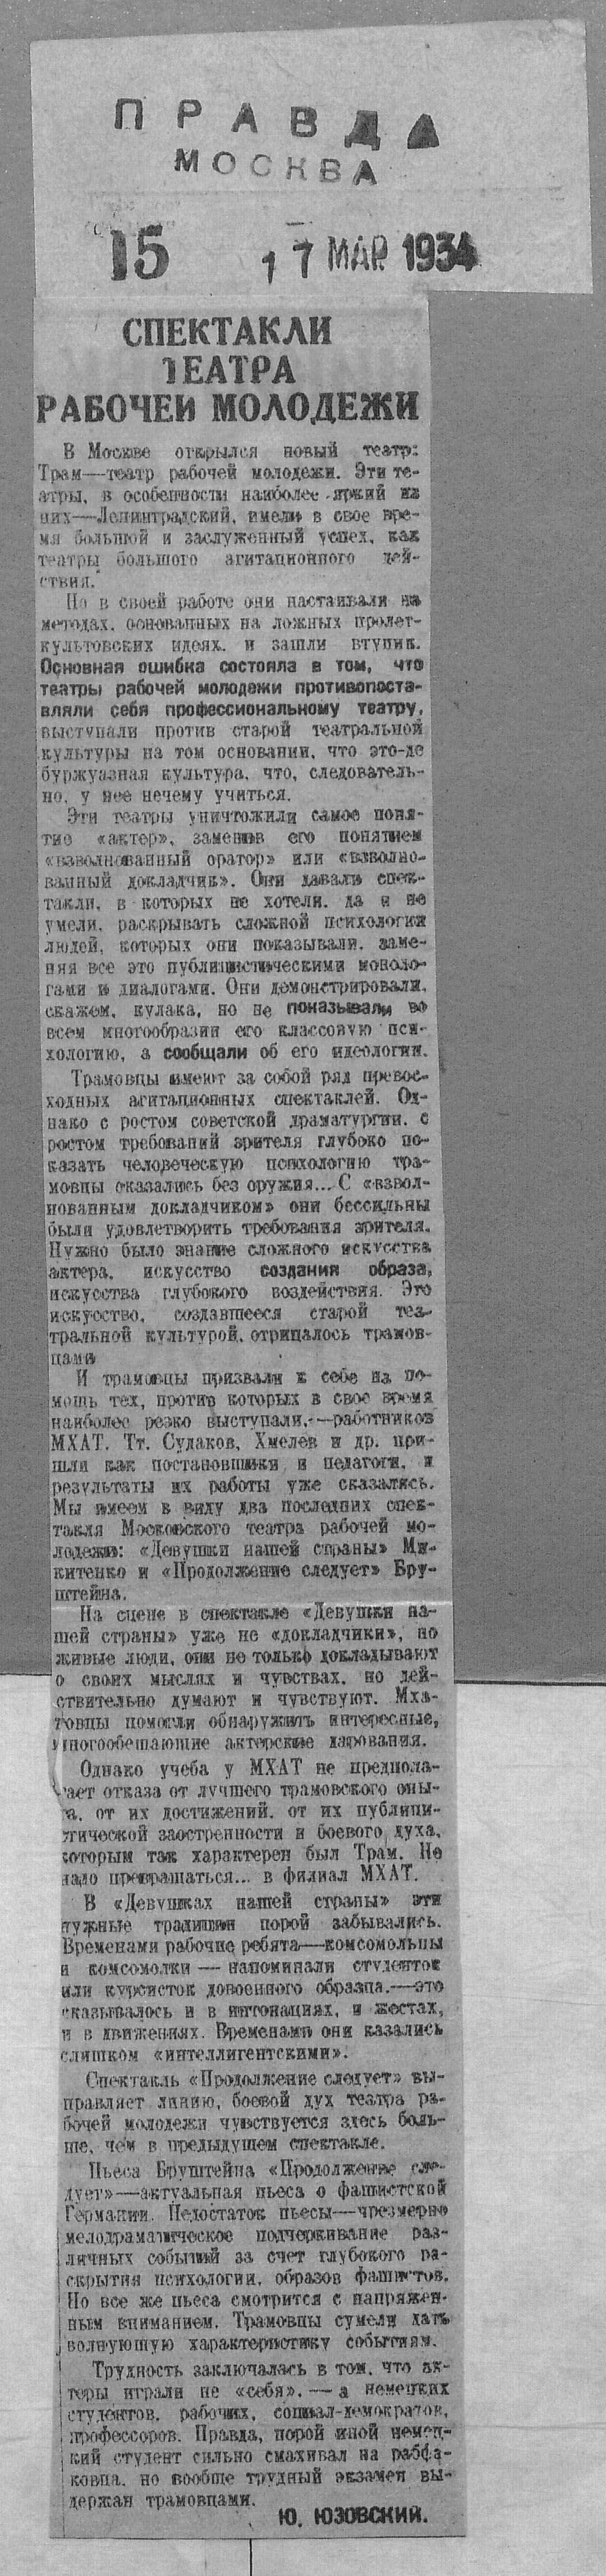 ПРАВДА
МОСКВА
15 17 МАР 1934
СПЕКТАКЛИ
ТЕАТРА
РАБОЧЕЙ МОЛОДЕЖИ
В Москве открылся новый театр:
Трам—театр рабочей молодежи. Эти те-
атры, в особенности наиболее яркий из
них—Ленинградский, имели в свое вре-
мя большой и заслуженный успех, как
театры большого агитационного дей-
ствия.
Но в своей работе они настаивали на
методах, основанных на ложных пролет-
культовских идеях, и зашли втупик.
Основная ошибка состояла в том, что
театры рабочей молодежи противопоста-
вляли себя профессиональному театру,
выступали против старой театральной
культуры на том основании, что это-де
буржуазная культура, что, следователь-
но, у нее нечему учиться.
Эти театры уничтожили самое поня-
тие «актер», заменив его понятием
«взволнованный оратор» или «взволно-
ванный докладчик». Они давали спек-
такли, в которых не хотели, да и не
умели, раскрывать сложной психологии
людей, которых они показывали, заме-
няя все это публицистическими моноло-
гами и диалогами. Они демонстрировали,
скажем, кулака, но не показывали во
всем многообразии его классовую пси-
хологию, а сообщали об его идеологии.
Трамовцы имеют за собой ряд превос-
ходных агитационных спектаклей. Од-
нако с ростом советской драматургии, с
ростом требований зрителя глубоко по-
казать человеческую психологию тра-
мовцы оказались без оружия... С «взвол-
нованным докладчиком» они бессильны
были удовлетворить требования зрителя.
Нужно было знание сложного искусства
актера, искусство создания образа,
искусства глубокого воздействия. Это
искусство, создавшееся старой теа-
тральной культурой, отрицалось трамов-
цами
И трамовцы призвали к себе на по-
мощь тех, против которых в свое время
наиболее резко выступали,—работников
МХАТ. Тт. Судаков, Хмелев и др. при-
шли как постановщики и педагоги, и
результаты их работы уже сказались.
Мы имеем в виду два последних спек-
такля Московского театра рабочей мо-
лодежи: «Девушки нашей страны» Ми-
китенко и «Продолжение следует» Бру-
штейна.
На сцене в спектакле «Девушки на-
шей страны» уже не «докладчики», но
живые люди, они не только докладывают
о своих мыслях и чувствах, но дей-
ствительно думают и чувствуют. Мха-
товцы помогли обнаружить интересные,
многообещающие актерские дарования.
Однако учеба у МХАТ не предпола-
гает отказа от лучшего трамовского опы-
та, от их достижений, от их публици-
стической заостренности и боевого духа,
которым так характерен был Трам. Не
надо превращаться... в филиал МХАТ.
В «Девушках нашей страны» эти
нужные традиции порой забывались.
Временами рабочие ребята—комсомольцы
и комсомолки — напоминали студенток
или курсисток довоенного образца,—это
сказывалось и в интонациях, и жестах,
и в движениях. Временами они казались
слишком «интеллигентскими».
Спектакль «Продолжение следует» вы-
правляет линию, боевой дух театра ра-
бочей молодежи чувствуется здесь боль-
ше, чем в предыдущем спектакле.
Пьеса Бруштейна «Продолжение сле-
дует»—актуальная пьеса о фашистской
Германии. Недостаток пьесы—чрезмерно
мелодраматическое подчеркивание раз-
личных событий за счет глубокого ра-
скрытия психологии, образов фашистов.
Но все же пьеса смотрится с напряжен-
ным вниманием. Трамовцы сумели дать
волнующую характеристику событиям.
Трудность заключалась в том, что ак-
теры играли не «себя», — а немецких
студентов, рабочих, социал-демократов,
профессоров. Правда, порой иной немец-
кий студент сильно смахивал на рабфа-
ковца, но вообще трудный экзамен вы-
держан трамовцами.
Ю. ЮЗОВСКИЙ.